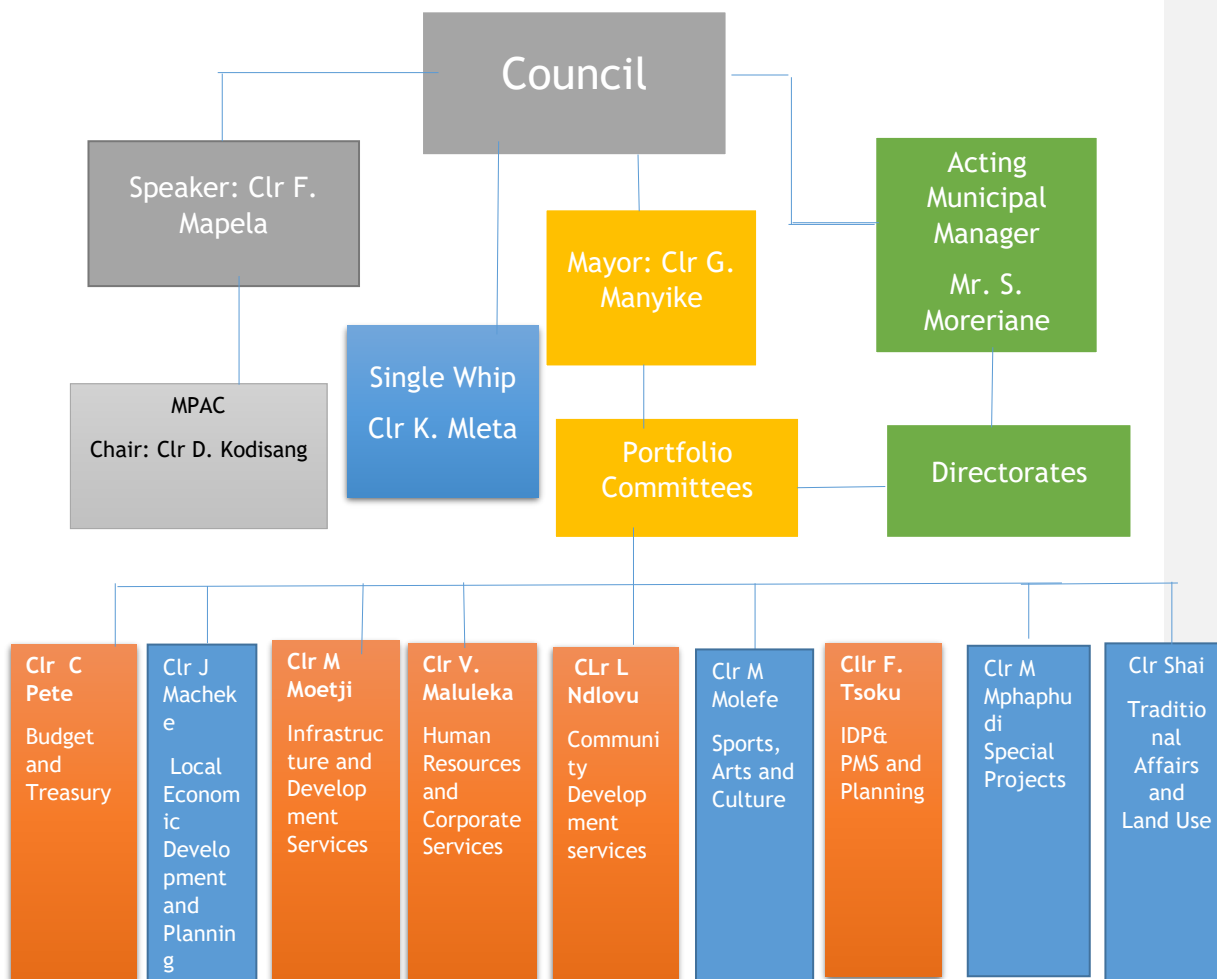 Council
Speaker: Clr F.
Mapela
Acting
Municipal
Manager
Mr. S.
Moreriane
Mayor: Clr G.
Manyike
Single Whip
Clr K. Mleta
MPAC
Chair: Clr D. Kodisang
Portfolio
Committees
Directorates
Clr C
Pete
Budget
and
Treasury
Clr J
Machek
e
Local
Econom
ic
Develo
pment
and
Plannin
g
Clr M
Moetji
Infrastruc
ture and
Develop
ment
Services
Clr V.
Maluleka
Human
Resources
and
Corporate
Services
CLr L
Ndlovu
Communi
ty
Develop
ment
services
Clr M
Molefe
Sports,
Arts and
Culture
Cllr F.
Tsoku
IDP&
PMS and
Planning
Clr M
Mphaphu
di
Special
Projects
Clr Shai
Traditio
nal
Affairs
and
Land Use